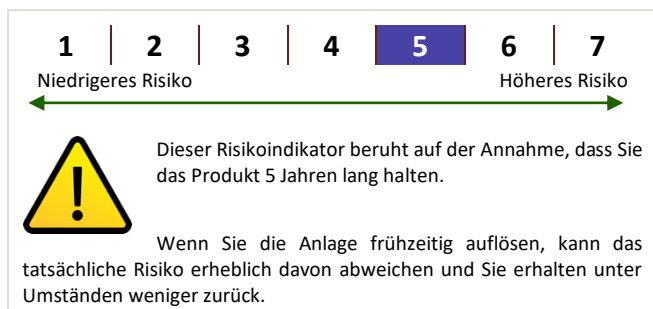 1 2 3 4 5 6 7
Niedrigeres Risiko Höheres Risiko
Dieser Risikoindikator beruht auf der Annahme, dass Sie
das Produkt 5 Jahren lang halten.
Wenn Sie die Anlage frühzeitig auflösen, kann das
tatsächliche Risiko erheblich davon abweichen und Sie erhalten unter
Umständen weniger zurück.